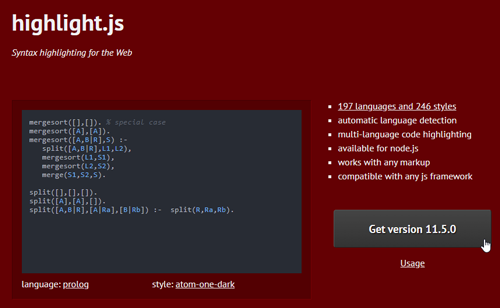 highlight.js
Syntax highlighting for the Web
mergesort([],[]). % special case
mergesort([A],[A]).
mergesort([A,B|R],S) :-
split([A,B|R],L1,L2),
mergesort(L1,S1),
mergesort(L2,S2),
merge(S1,S2,S).
split([],[],[]).
split([A],[A],[]).
split([A,B|R],[A|Ra],[B|Rb]) :- split(R,Ra,Rb).
language: prolog
style: atom-one-dark
197 languages and 246 styles
automatic language detection
multi-language code highlighting
available for node.js
works with any markup
compatible with any js framework
Get version 11.5.0
Usage